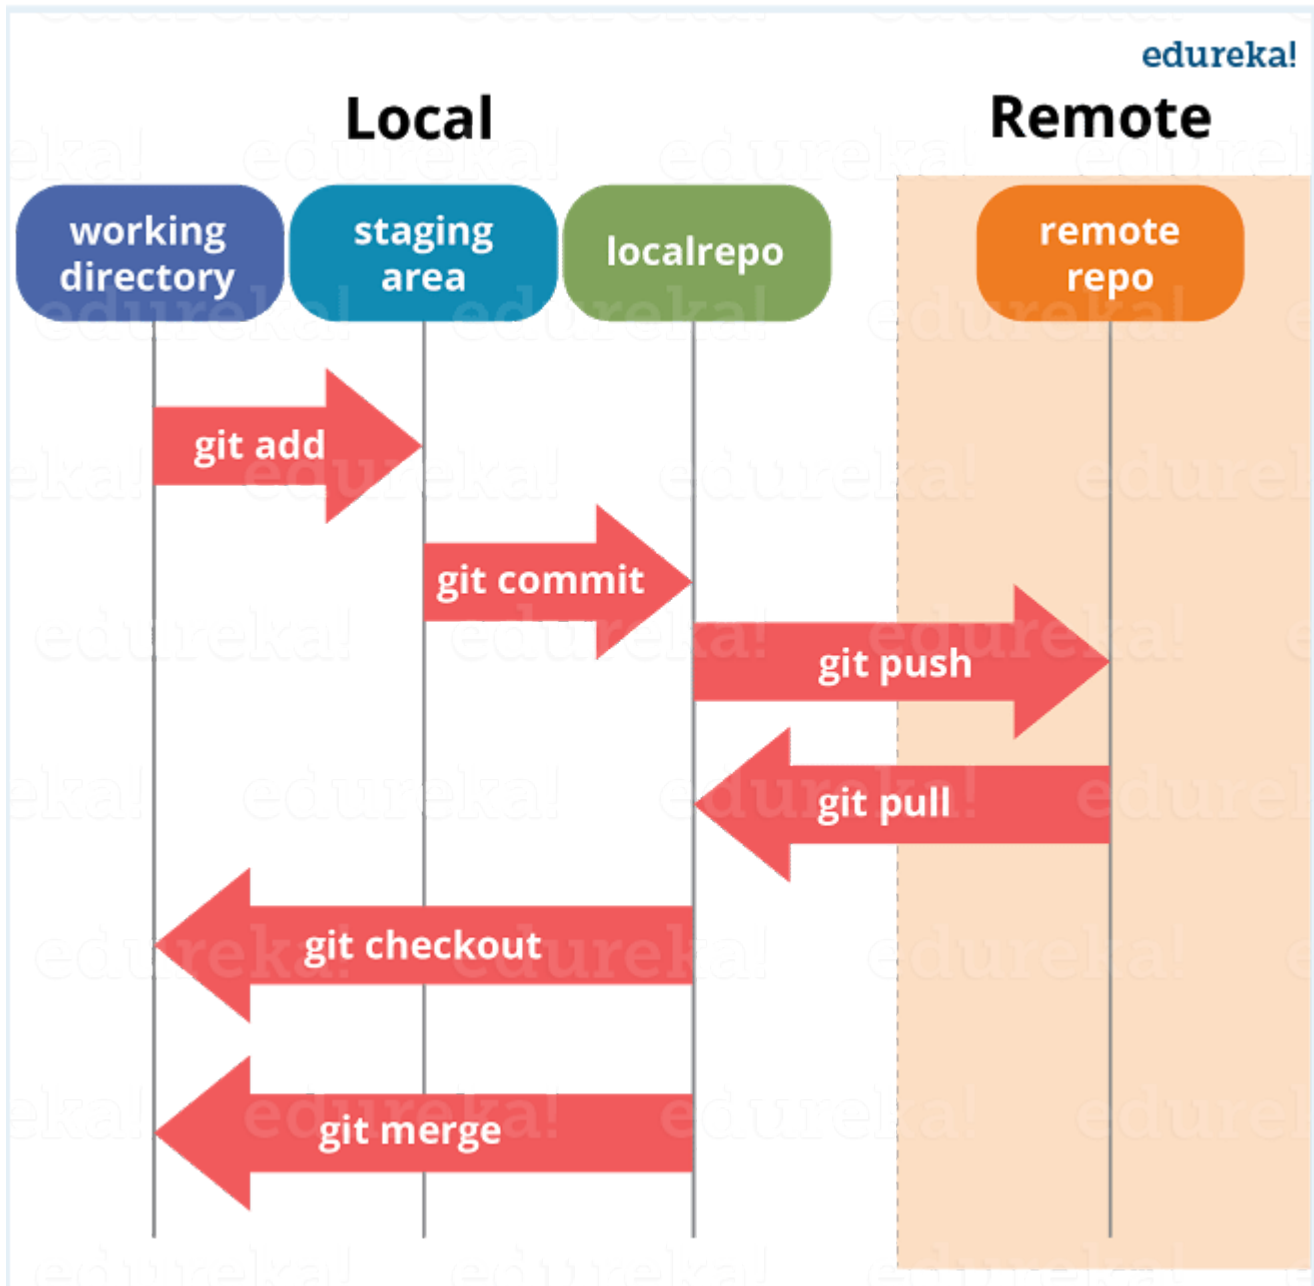 edureka!
Local
Remote
working
directory
staging
area
localrepo
remote
repo
git add
git commit
git push
git pull
git checkout
git merge